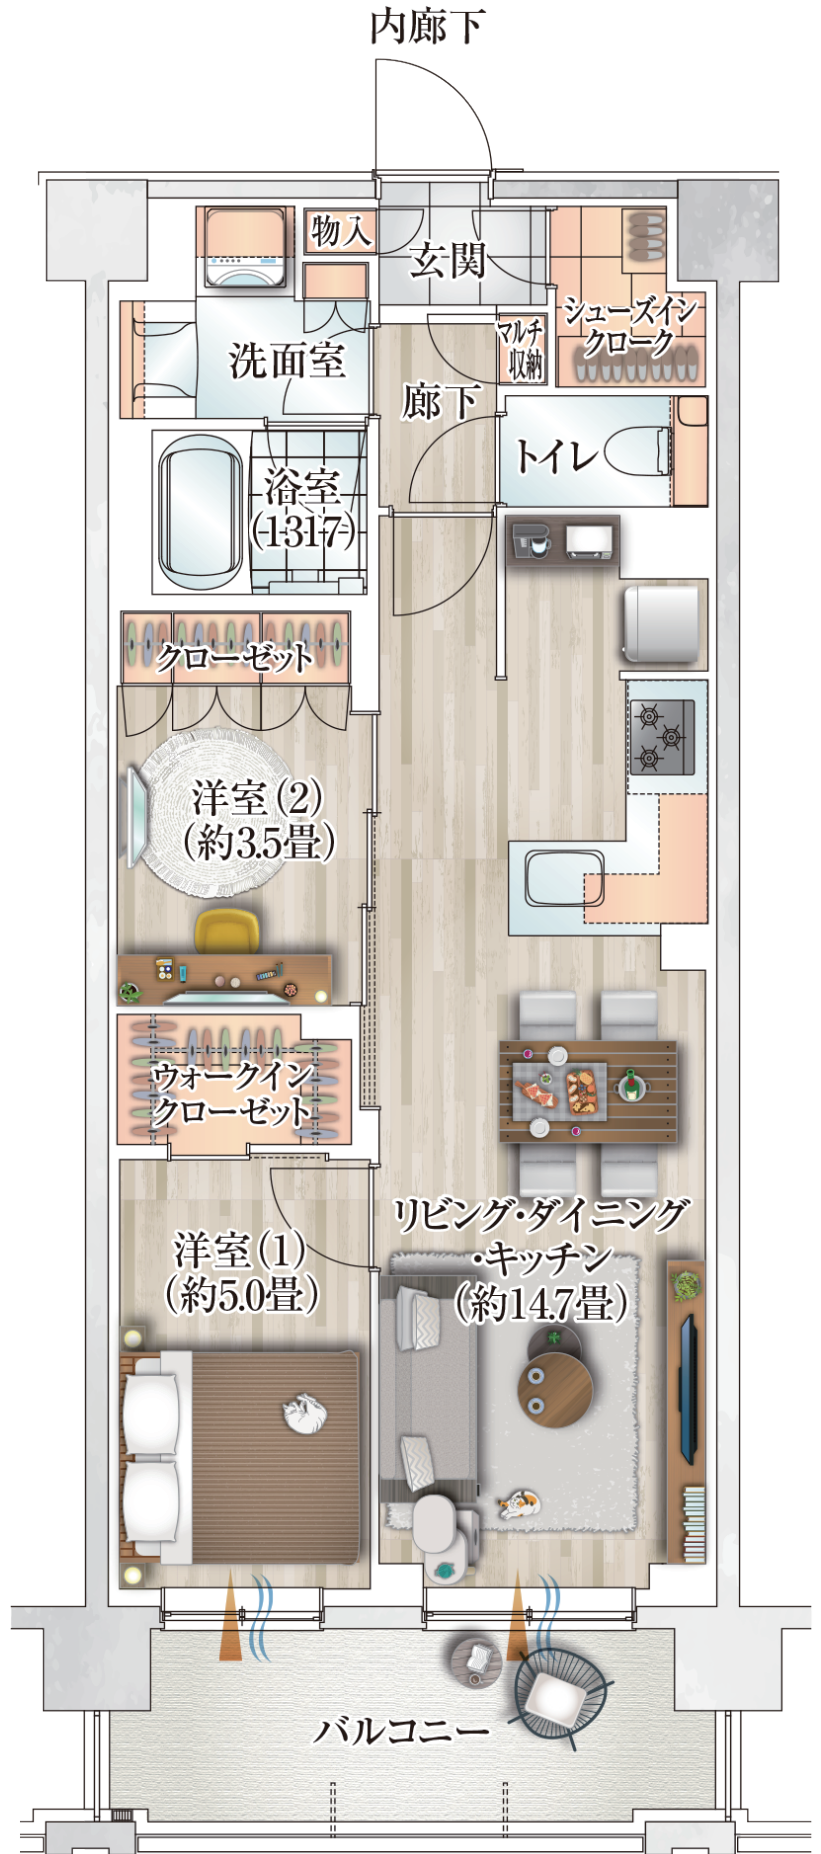 内廊下
物入
玄関
シューズイン
クローク
マルチ
収納
洗面室
廊下
トイレ
浴室
(1317)
クローゼット
洋室(2)
(約3.5畳)
ウォークイン
クローゼット
洋室(1)
(約5.0畳)
リビング・ダイニング
・キッチン
(約14.7畳)
バルコニー